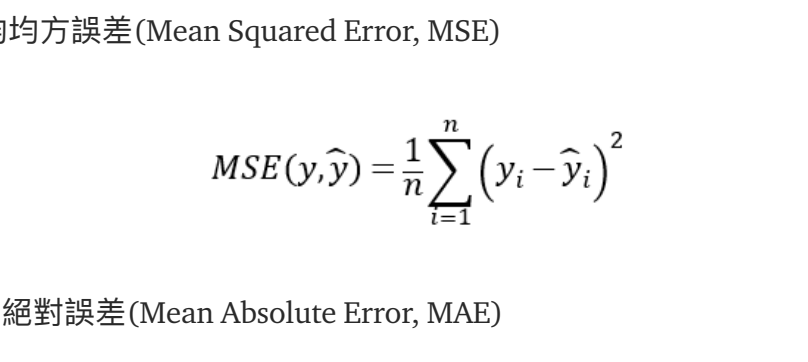 均方誤差(Mean Squared Error, MSE)
MSE(y,ŷ) = 1/n ∑_{i=1}^{n} (y_i − ŷ_i)^2
絕對誤差(Mean Absolute Error, MAE)